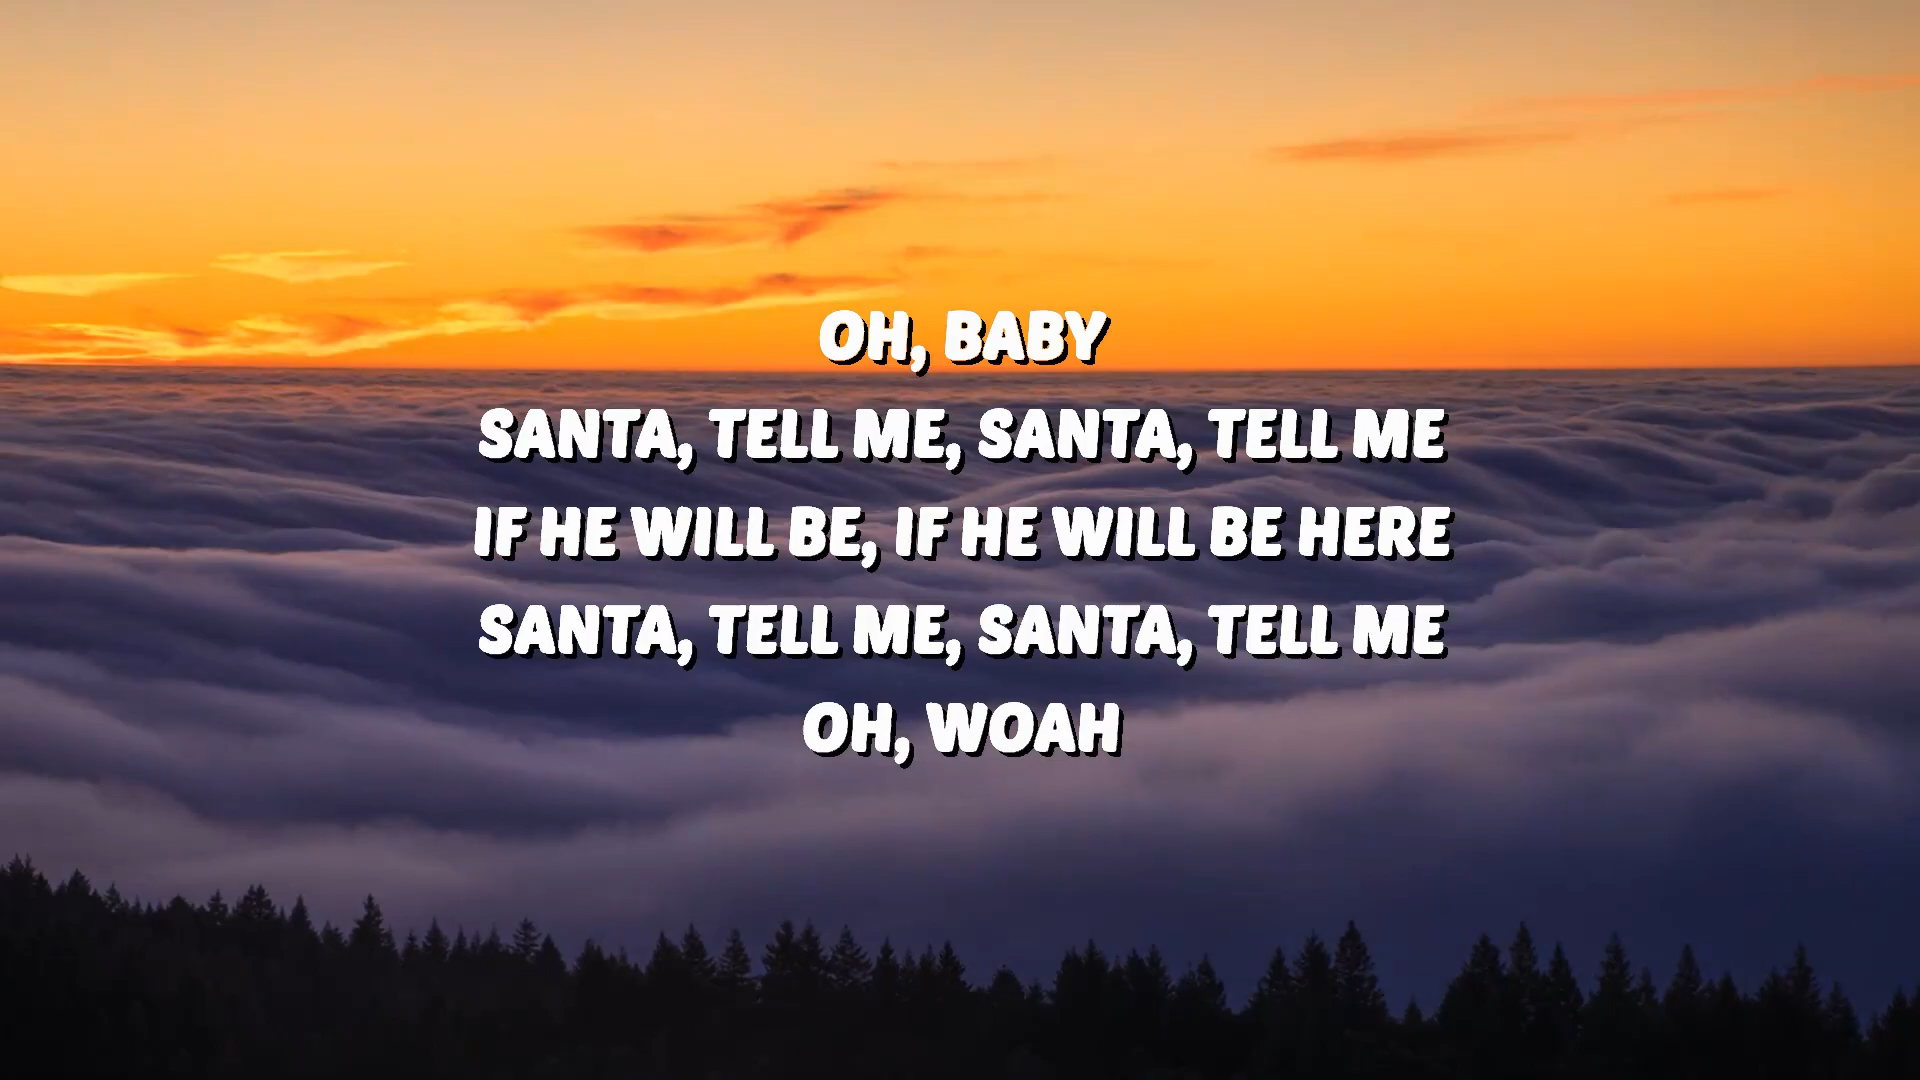 OH, BABY
SANTA, TELL ME, SANTA, TELL ME
IF HE WILL BE, IF HE WILL BE HERE
SANTA, TELL ME, SANTA, TELL ME
OH, WOAH